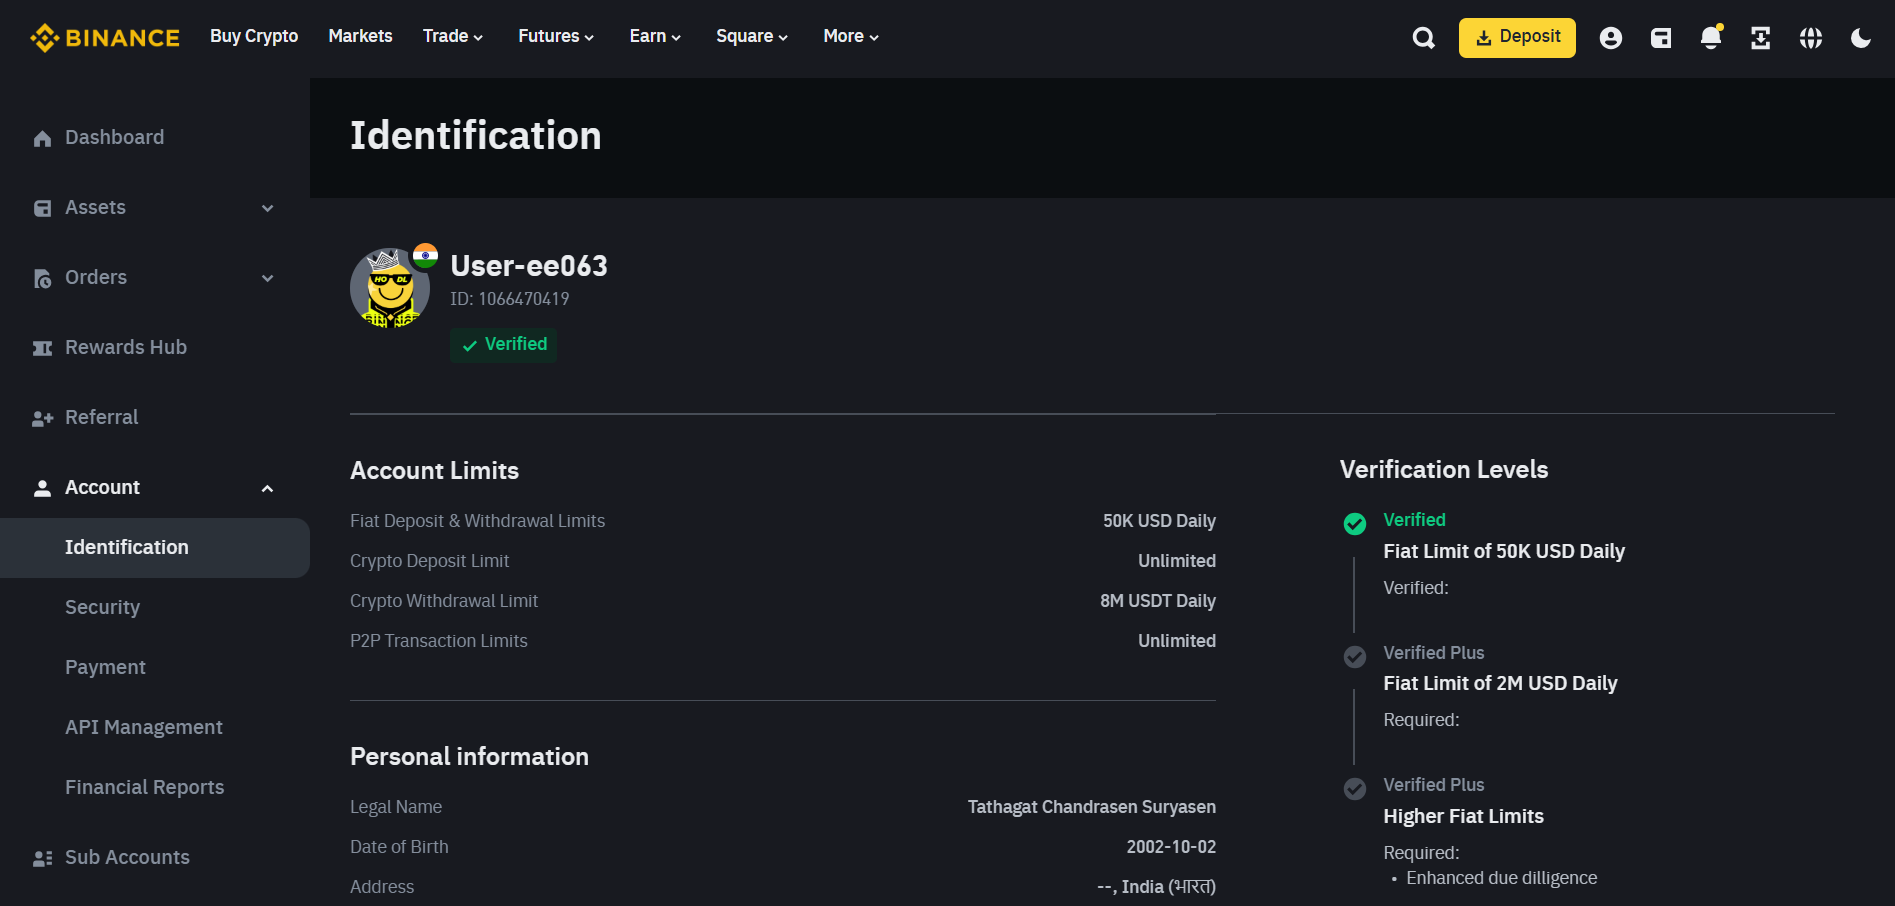 BINANCE Buy Crypto Markets Trade Futures Earn Square More Deposit
Dashboard
Assets
Orders
Rewards Hub
Referral
Account
Identification
Security
Payment
API Management
Financial Reports
Sub Accounts
Identification
HO DL
BINANCE
User-ee063
ID: 1066470419
Verified
Account Limits
Fiat Deposit & Withdrawal Limits 50K USD Daily
Crypto Deposit Limit Unlimited
Crypto Withdrawal Limit 8M USDT Daily
P2P Transaction Limits Unlimited
Personal information
Legal Name Tathagat Chandrasen Suryasen
Date of Birth 2002-10-02
Address --, India (भारत)
Verification Levels
Verified
Fiat Limit of 50K USD Daily
Verified:
Verified Plus
Fiat Limit of 2M USD Daily
Required:
Verified Plus
Higher Fiat Limits
Required:
• Enhanced due dilligence